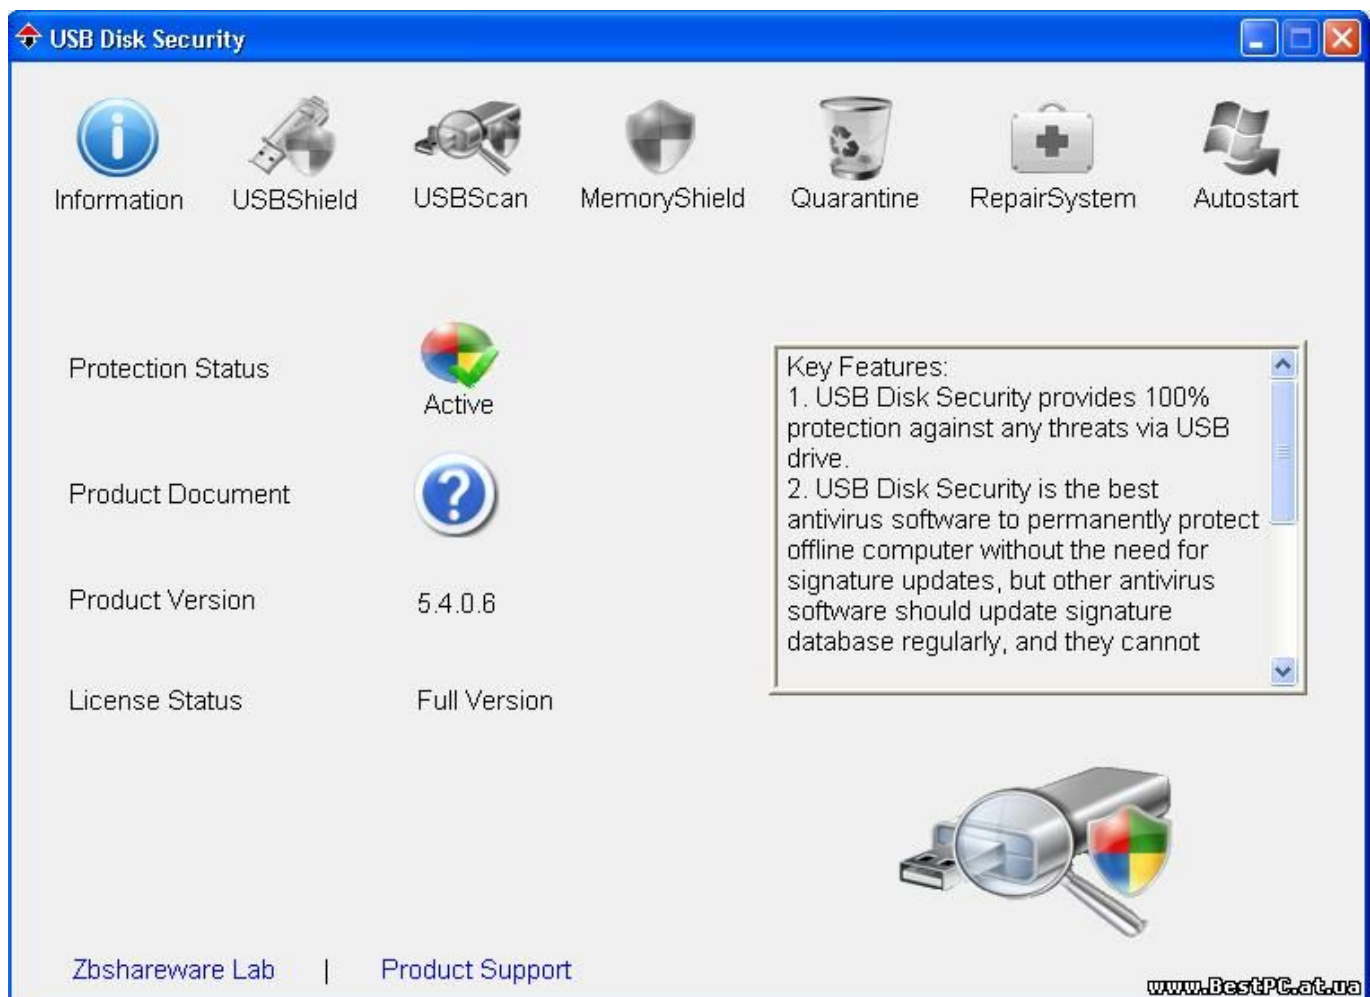 USB Disk Security
Information USBShield USBScan MemoryShield Quarantine RepairSystem Autostart
Protection Status
Active
Product Document
Product Version 5.4.0.6
License Status Full Version
Key Features:
1. USB Disk Security provides 100%
protection against any threats via USB
drive.
2. USB Disk Security is the best
antivirus software to permanently protect
offline computer without the need for
signature updates, but other antivirus
software should update signature
database regularly, and they cannot
Zbshareware Lab | Product Support
www.BestPC.at.ua